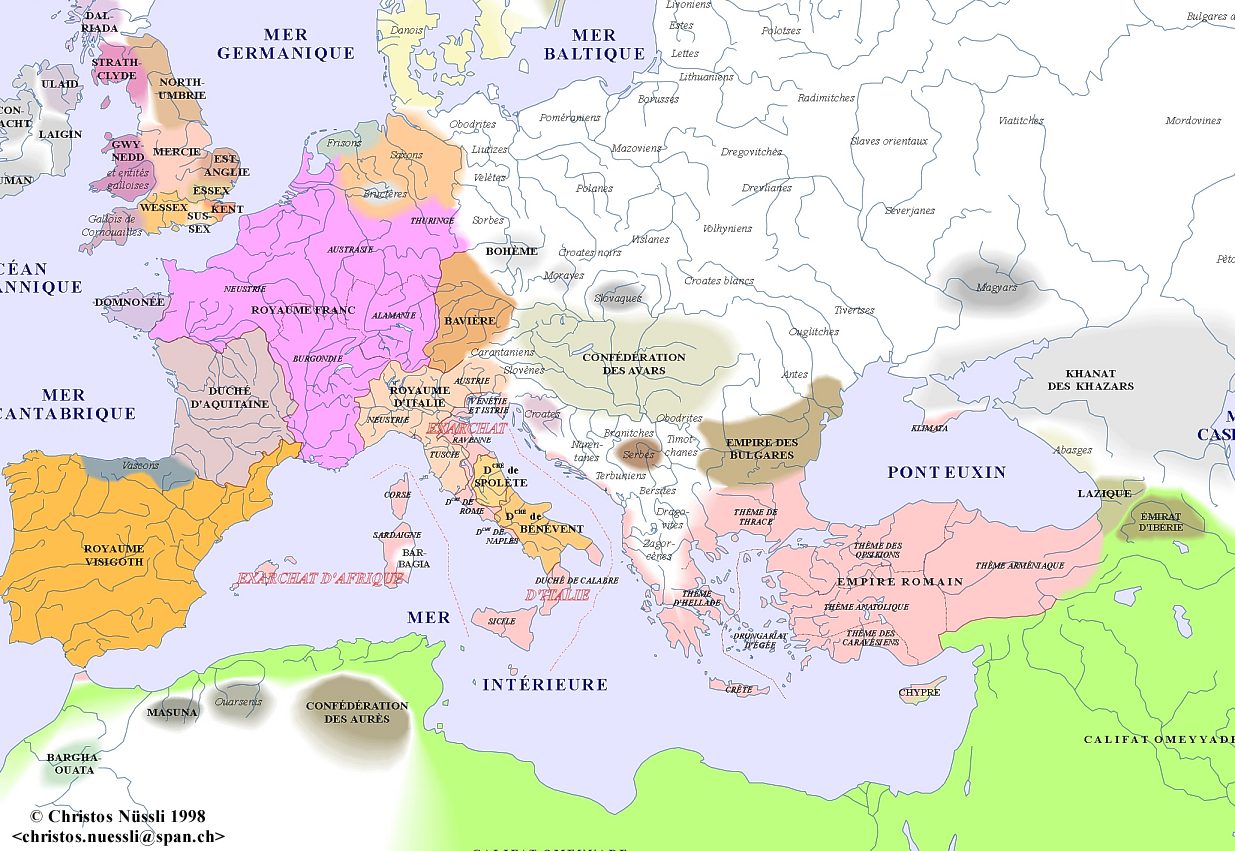 DAL-
RIADA
MER
GERMANIQUE
Danois
MER
BALTIQUE
Livoniens
Estes
Lettes
Lithuaniens
Borusses
Polotses
Bulgares
STRATH-
CLYDE
ULAID
NORTH-
UMBRIE
CON-
ACHT
LAIGIN
UMAN
GWY
NEDD
et entités
galloises
MERCIE
EST
ANGLIE
ESSEX
WESSEX
KENT
SUS-
SEX
Gallois de
Cornouailles
Frisons
Saxons
Bructères
Obodrites
Liutizes
Velètes
Sorbes
Poméraniens
Mazoviens
Polanes
Radimitches
Dregovitchès
Drevlianes
Volhyniens
Slaves orientaux
Viatitches
Mordovines
Séverjanes
CÉAN
ANNIQUE
THURINGE
AUSTRASIE
NEUSTRIE
ROYAUME FRANC
ALAMANIE
BURGONDIE
DOMNONÉE
BOHÈME
Croates noirs
Vislanes
Moraves
Slovaques
Croates blancs
Tivertses
Ouglitches
Magyars
BAVIÈRE
Carantaniens
Slovènes
CONFÉDÉRATION
DES AVARS
Antes
KHANAT
DES KHAZARS
MER
CANTABRIQUE
DUCHÉ
D'AQUITAINE
Vascons
ROYAUME
D'ITALIE
AUSTRIE
NEUSTRIE
VÉNÉTIE
ET ISTRIE
EXARCHAT
RAVENNE
TUSCIE
DCHÉ de
SPOLÈTE
DCHÉ DE
ROME
DCHÉ de
BÉNÉVENT
DCHÉ DE
NAPLES
Croates
Naren-
tanes
Branitches
Serbes
Timot-
chanes
Obodrites
Terbuniens
Bersites
Drago-
vites
Zagor-
cènes
EMPIRE DES
BULGARES
KLIMATA
PONT EUXIN
Abasges
LAZIQUE
ÉMIRAT
D'IBÉRIE
M
CASP
ROYAUME
VISIGOTH
CORSE
SARDAIGNE
BAR-
BAGIA
EXARCHAT D'AFRIQUE
DUCHÉ DE CALABRE
D'ITALIE
SICILE
THÈME DE
THRACE
THÈME DES
OPSIKIONS
THÈME ARMÉNIAQUE
EMPIRE ROMAIN
THÈME
D'HELLADE
THÈME ANATOLIQUE
THÈME DES
CARAVÉSIENS
DRUNGARIAT
D'ÉGÉE
CRÈTE
CHYPRE
MER
INTÉRIEURE
MASUNA
Ouarsenis
CONFÉDÉRATION
DES AURÈS
BARGHA-
OUATA
CALIFAT OMEYYADE
© Christos Nüssli 1998
<christos.nuessli@span.ch>
CALIFAT OMEYYADE